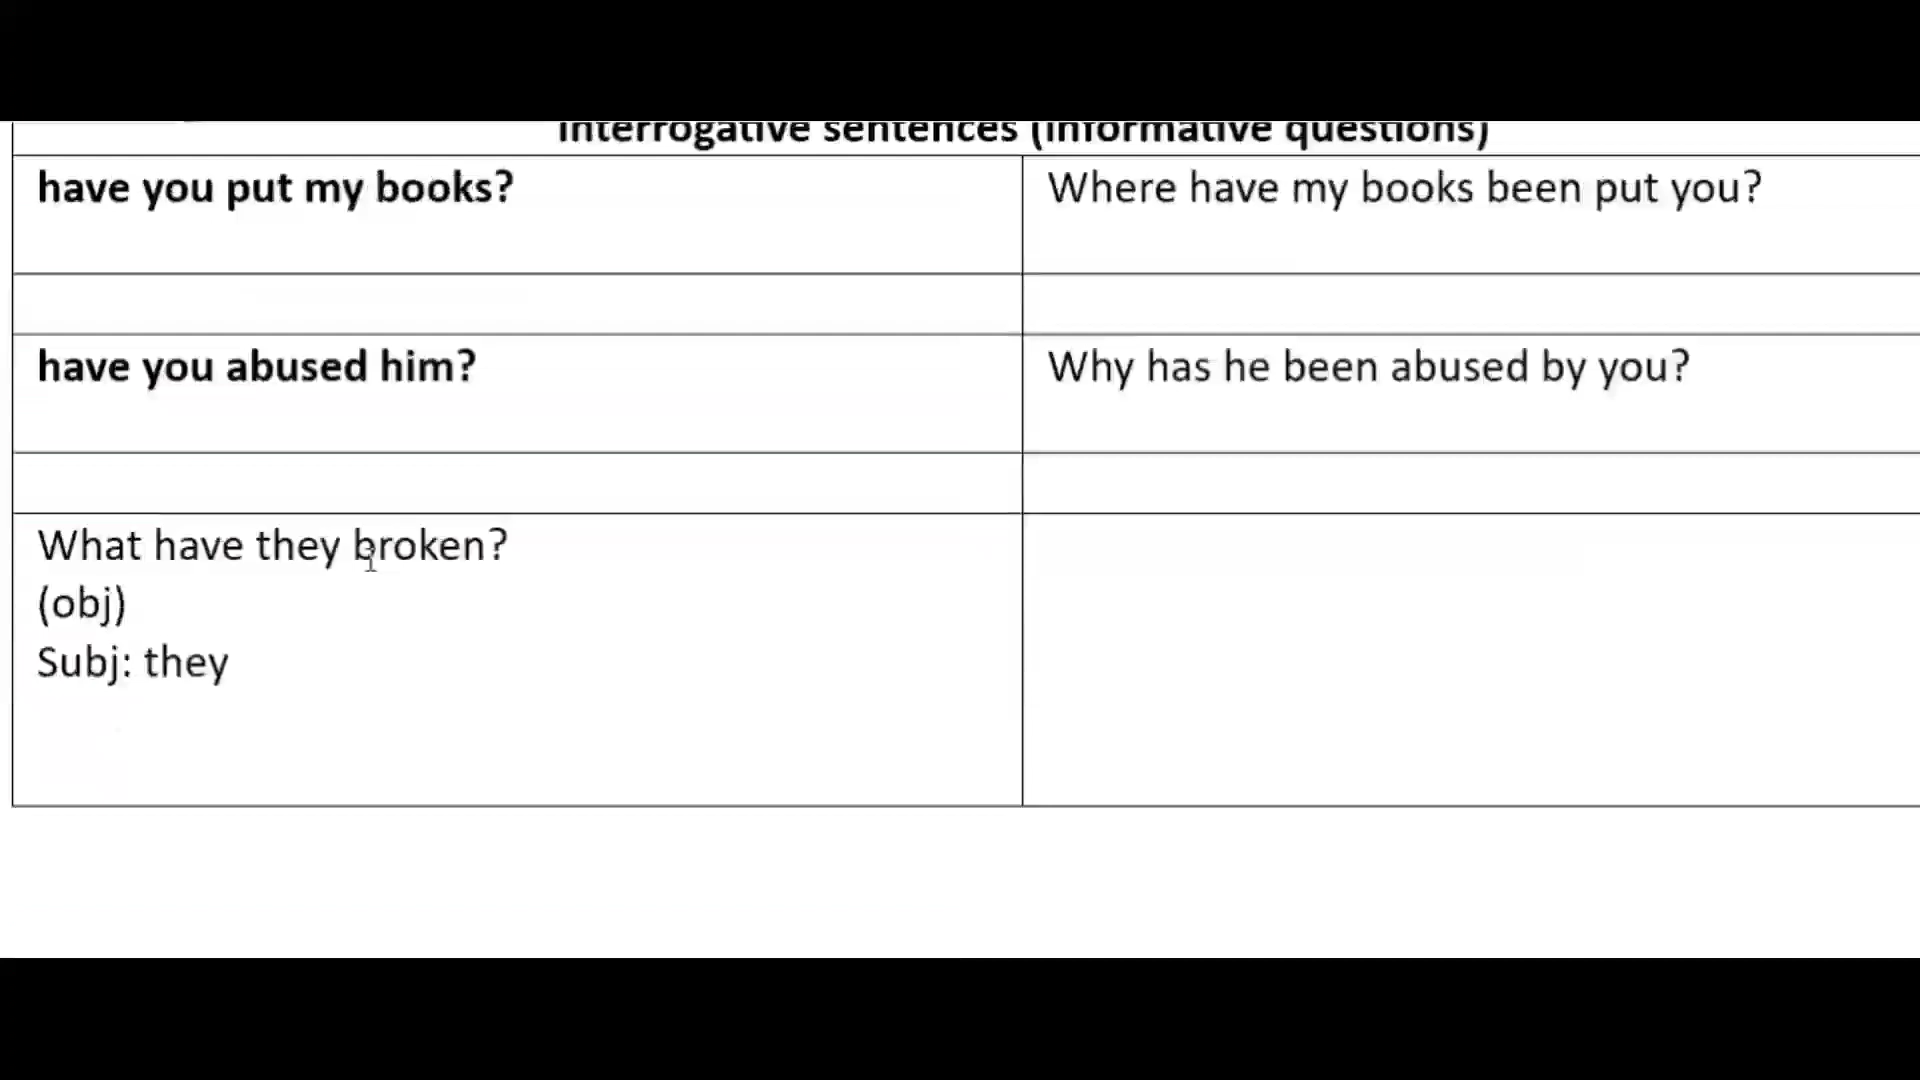 Interrogative sentences (informative questions)
have you put my books?
Where have my books been put you?
have you abused him?
Why has he been abused by you?
What have they broken?
(obj)
Subj: they